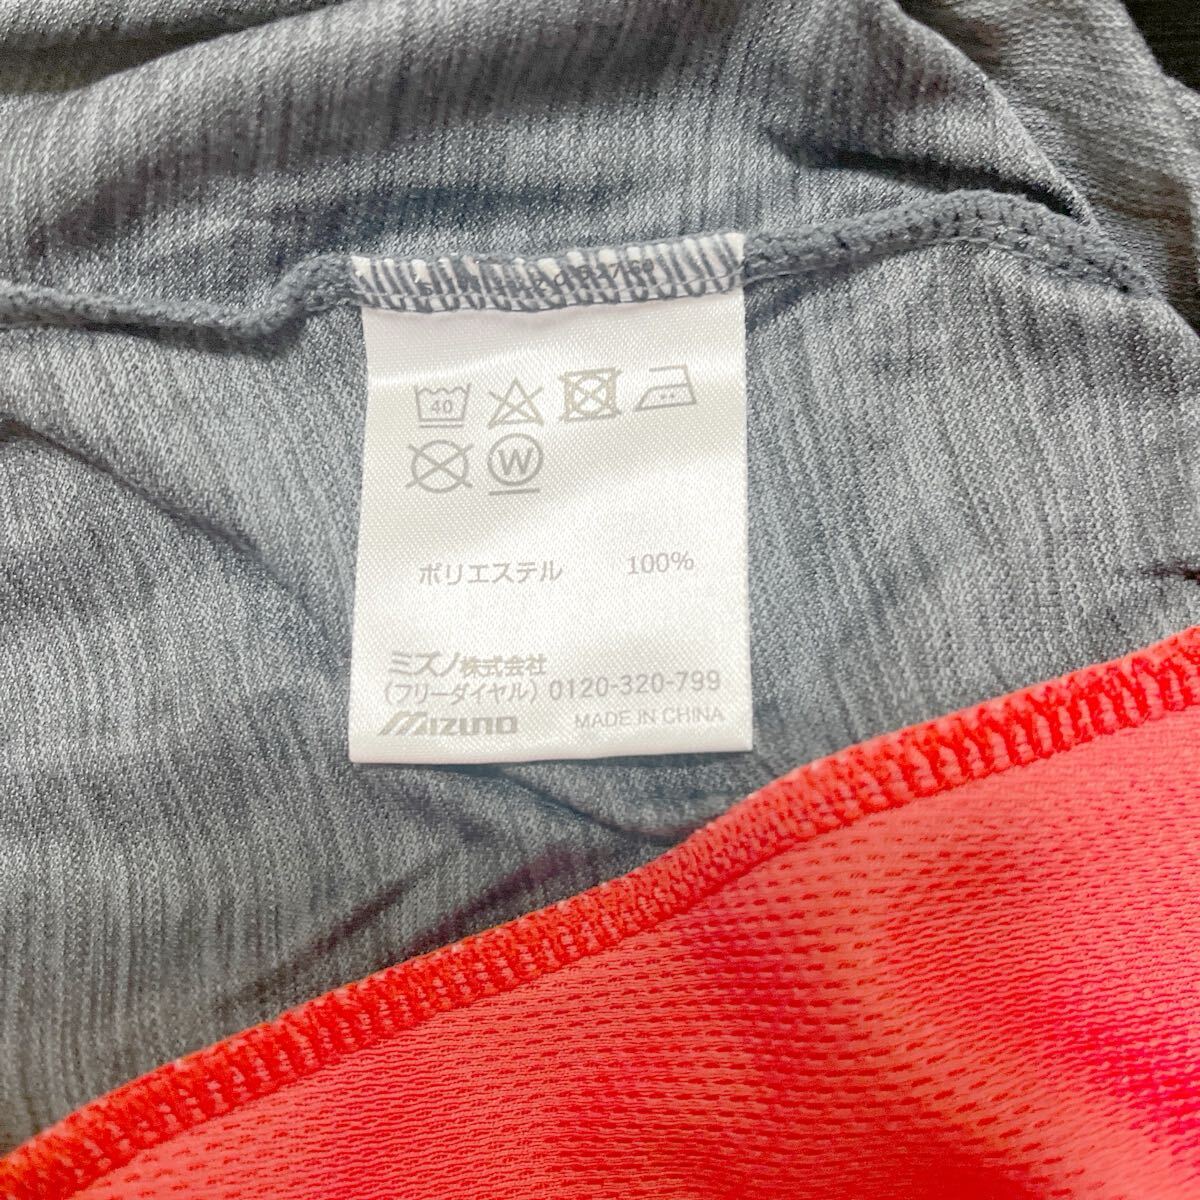 40
W
ポリエステル 100%
ミズノ株式会社
(フリーダイヤル) 0120-320-799
MIZUNO MADE IN CHINA